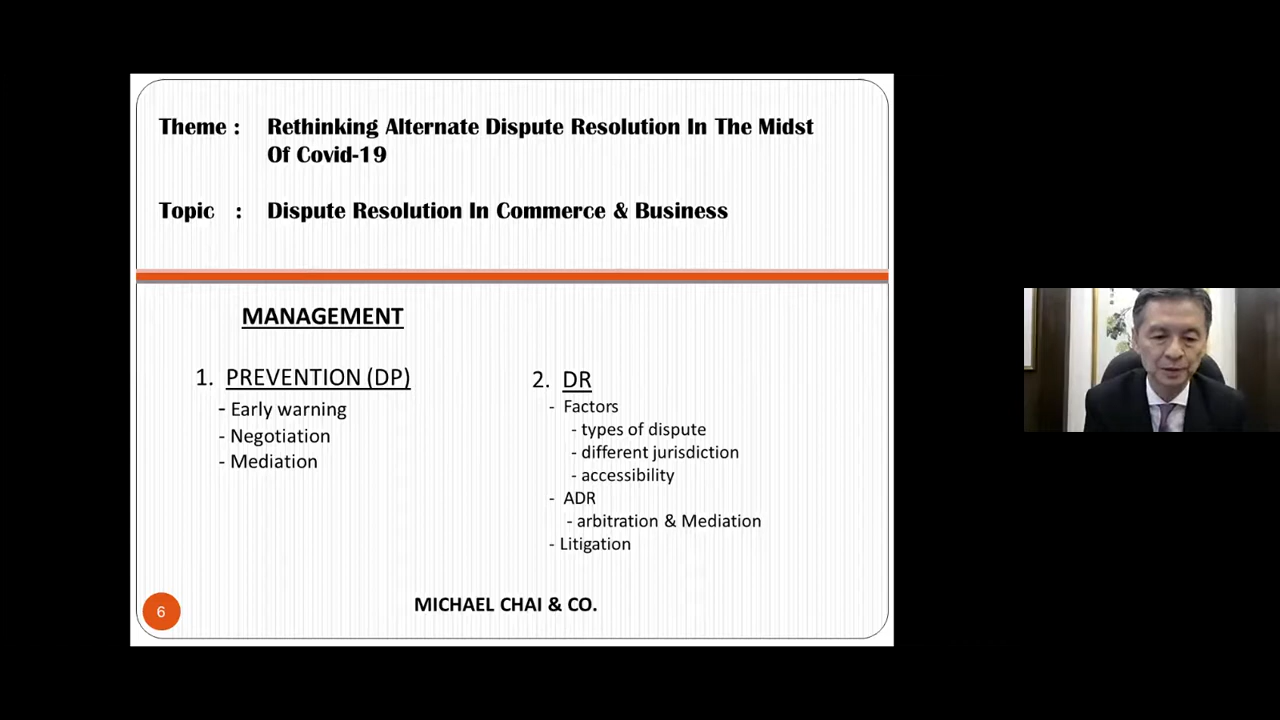 Theme : Rethinking Alternate Dispute Resolution In The Midst
Of Covid-19
Topic : Dispute Resolution In Commerce & Business
MANAGEMENT
1. PREVENTION (DP)
- Early warning
- Negotiation
- Mediation
2. DR
- Factors
- types of dispute
- different jurisdiction
- accessibility
- ADR
- arbitration & Mediation
- Litigation
MICHAEL CHAI & CO.
6